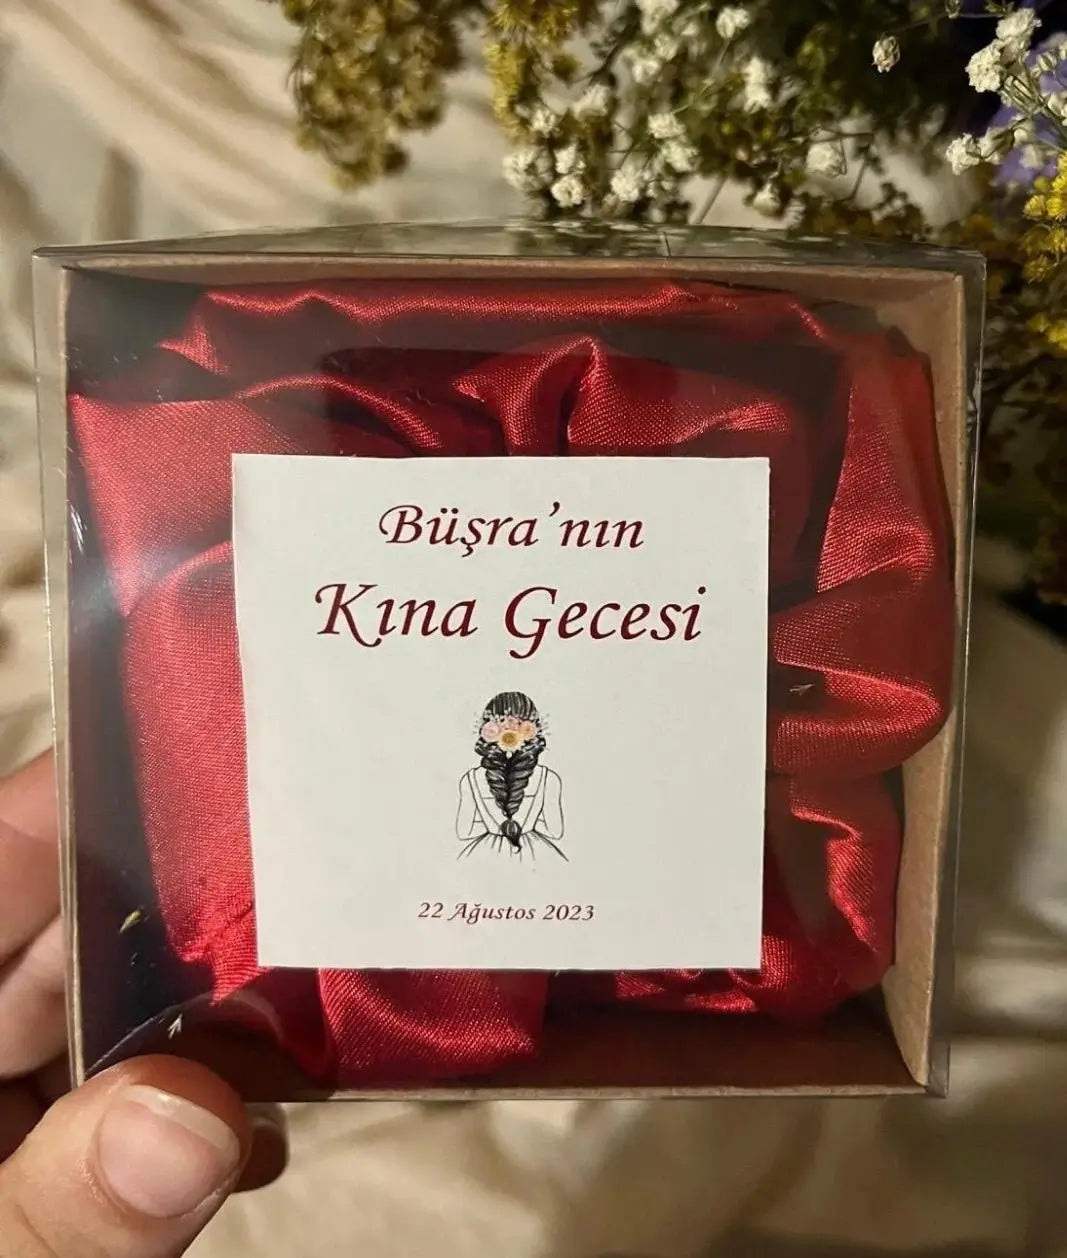 Büşra’nın
Kına Gecesi
22 Ağustos 2023